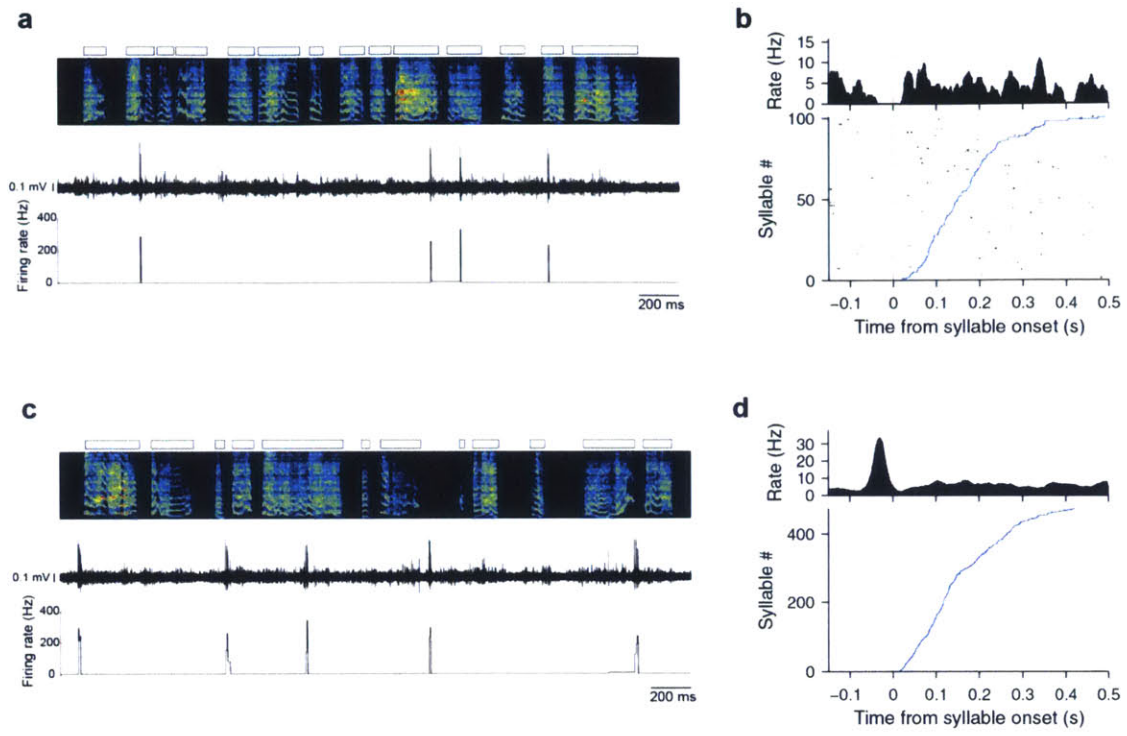 a
0.1 mV
Firing rate (Hz)
400
200
0
200 ms
b
Rate (Hz)
15
10
5
0
Syllable #
100
50
0
−0.1 0 0.1 0.2 0.3 0.4 0.5
Time from syllable onset (s)
c
0.1 mV
Firing rate (Hz)
400
200
0
200 ms
d
Rate (Hz)
30
20
10
0
Syllable #
400
200
0
−0.1 0 0.1 0.2 0.3 0.4 0.5
Time from syllable onset (s)